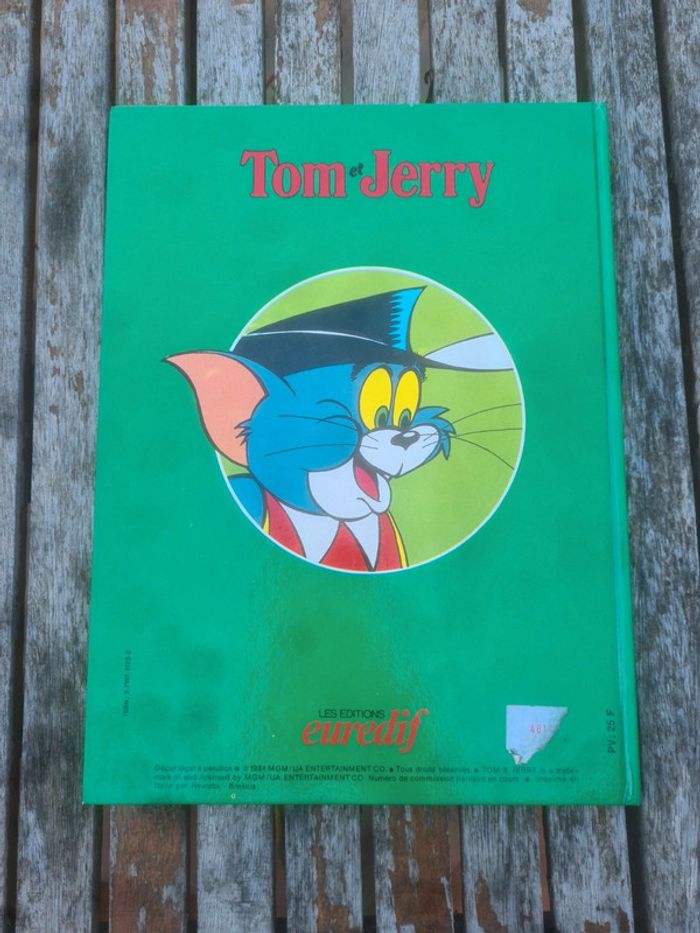 Tom et Jerry
LES EDITIONS
euredif
461
PV: 25 F
Dépôt légal à parution ● © 1984 MGM/UA ENTERTAINMENT CO. ● Tous droits réservés ● TOM & JERRY is a trade-
mark of and licensed by MGM/UA ENTERTAINMENT CO. Numéro de commission paritaire en cours ● Imprimé en
Italie par - Brescia